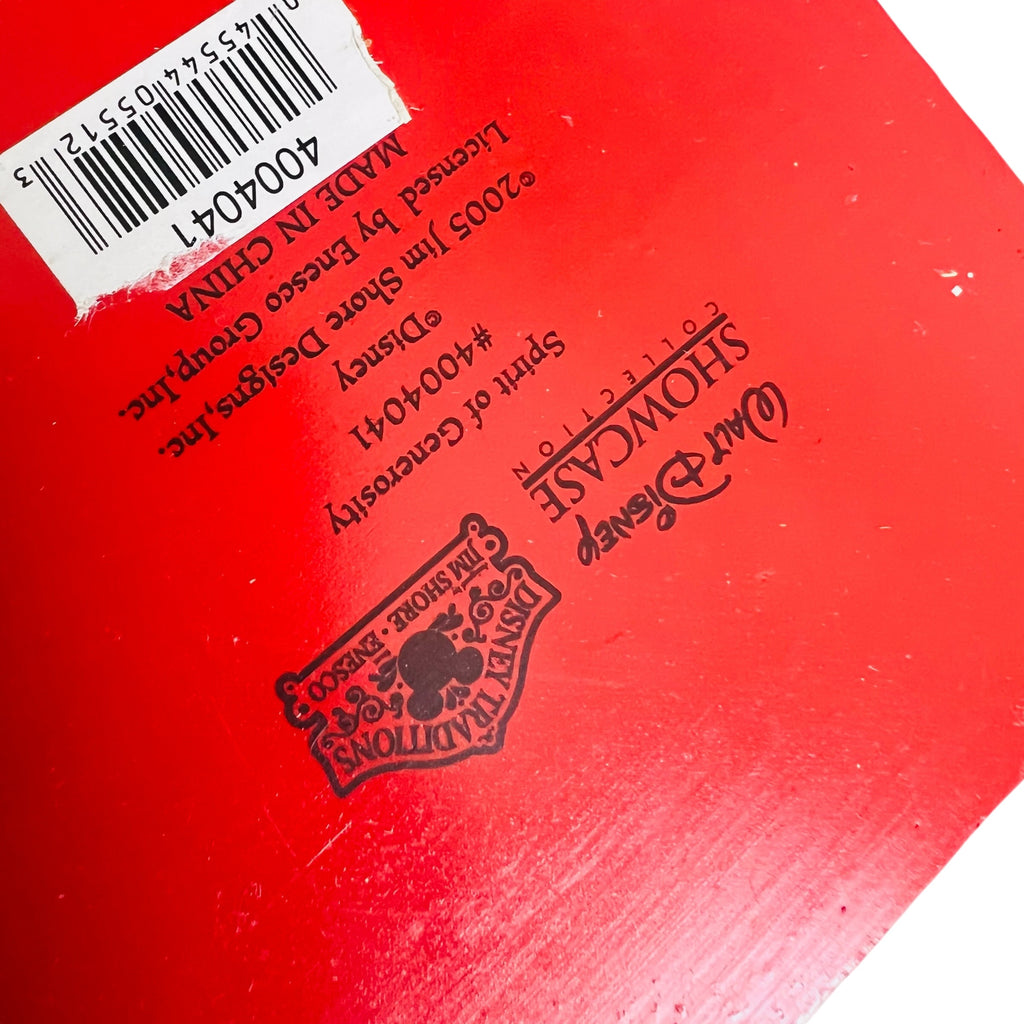 DISNEY TRADITIONS
JIM SHORE · ENESCO
WALT DISNEY
SHOWCASE
COLLECTION
Spirit of Generosity
#4004041
©Disney
©2005 Jim Shore Designs,Inc.
Licensed by Enesco Group,Inc.
MADE IN CHINA
4004041
0 45544 05512 3